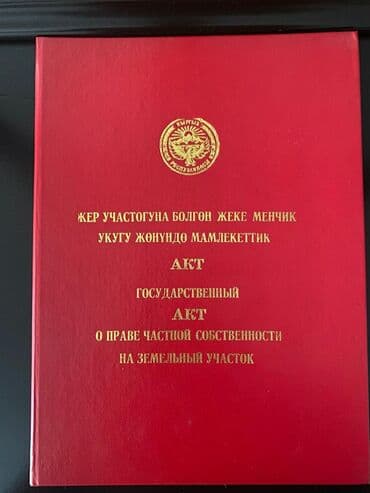 ЖЕР УЧАСТОГУНА БОЛГОН ЖЕКЕ МЕНЧИК
УКУГУ ЖӨНҮНДӨ МАМЛЕКЕТТИК
АКТ
ГОСУДАРСТВЕННЫЙ
АКТ
О ПРАВЕ ЧАСТНОЙ СОБСТВЕННОСТИ
НА ЗЕМЕЛЬНЫЙ УЧАСТОК